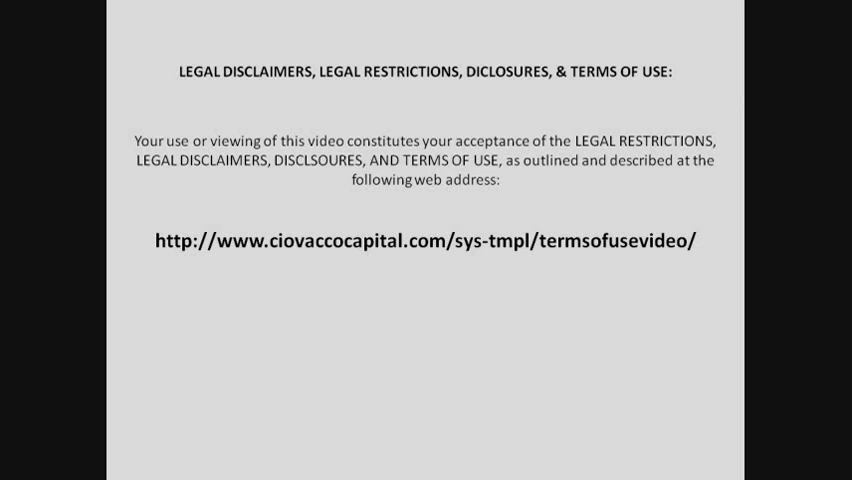 LEGAL DISCLAIMERS, LEGAL RESTRICTIONS, DICLOSURES, & TERMS OF USE:
Your use or viewing of this video constitutes your acceptance of the LEGAL RESTRICTIONS,
LEGAL DISCLAIMERS, DISCLSOURES, AND TERMS OF USE, as outlined and described at the
following web address:
http://www.ciovaccocapital.com/sys-tmpl/termsofusevideo/